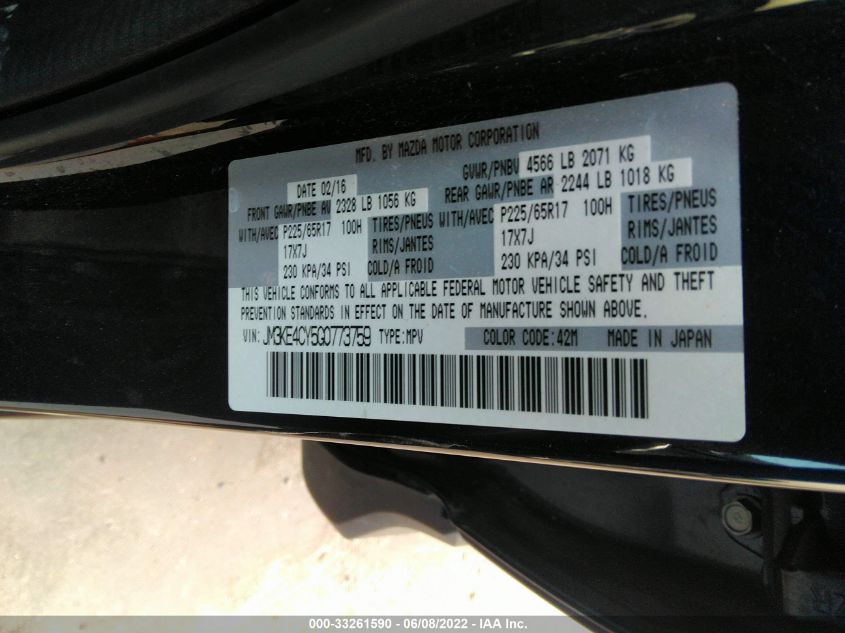 MFD. BY MAZDA MOTOR CORPORATION
DATE 02/16 GVWR/PNBV 4566 LB 2071 KG
FRONT GAWR/PNBE AV 2328 LB 1056 KG REAR GAWR/PNBE AR 2244 LB 1018 KG
WITH/AVEC P225/65R17 100H TIRES/PNEUS WITH/AVEC P225/65R17 100H TIRES/PNEUS
17X7J RIMS/JANTES 17X7J RIMS/JANTES
230 KPA/34 PSI COLD/A FROID 230 KPA/34 PSI COLD/A FROID
THIS VEHICLE CONFORMS TO ALL APPLICABLE FEDERAL MOTOR VEHICLE SAFETY AND THEFT
PREVENTION STANDARDS IN EFFECT ON THE DATE OF MANUFACTURE SHOWN ABOVE.
VIN: JM3KE4CY5G0773759 TYPE:MPV COLOR CODE:42M MADE IN JAPAN
000-33261590 - 06/08/2022 - IAA Inc.